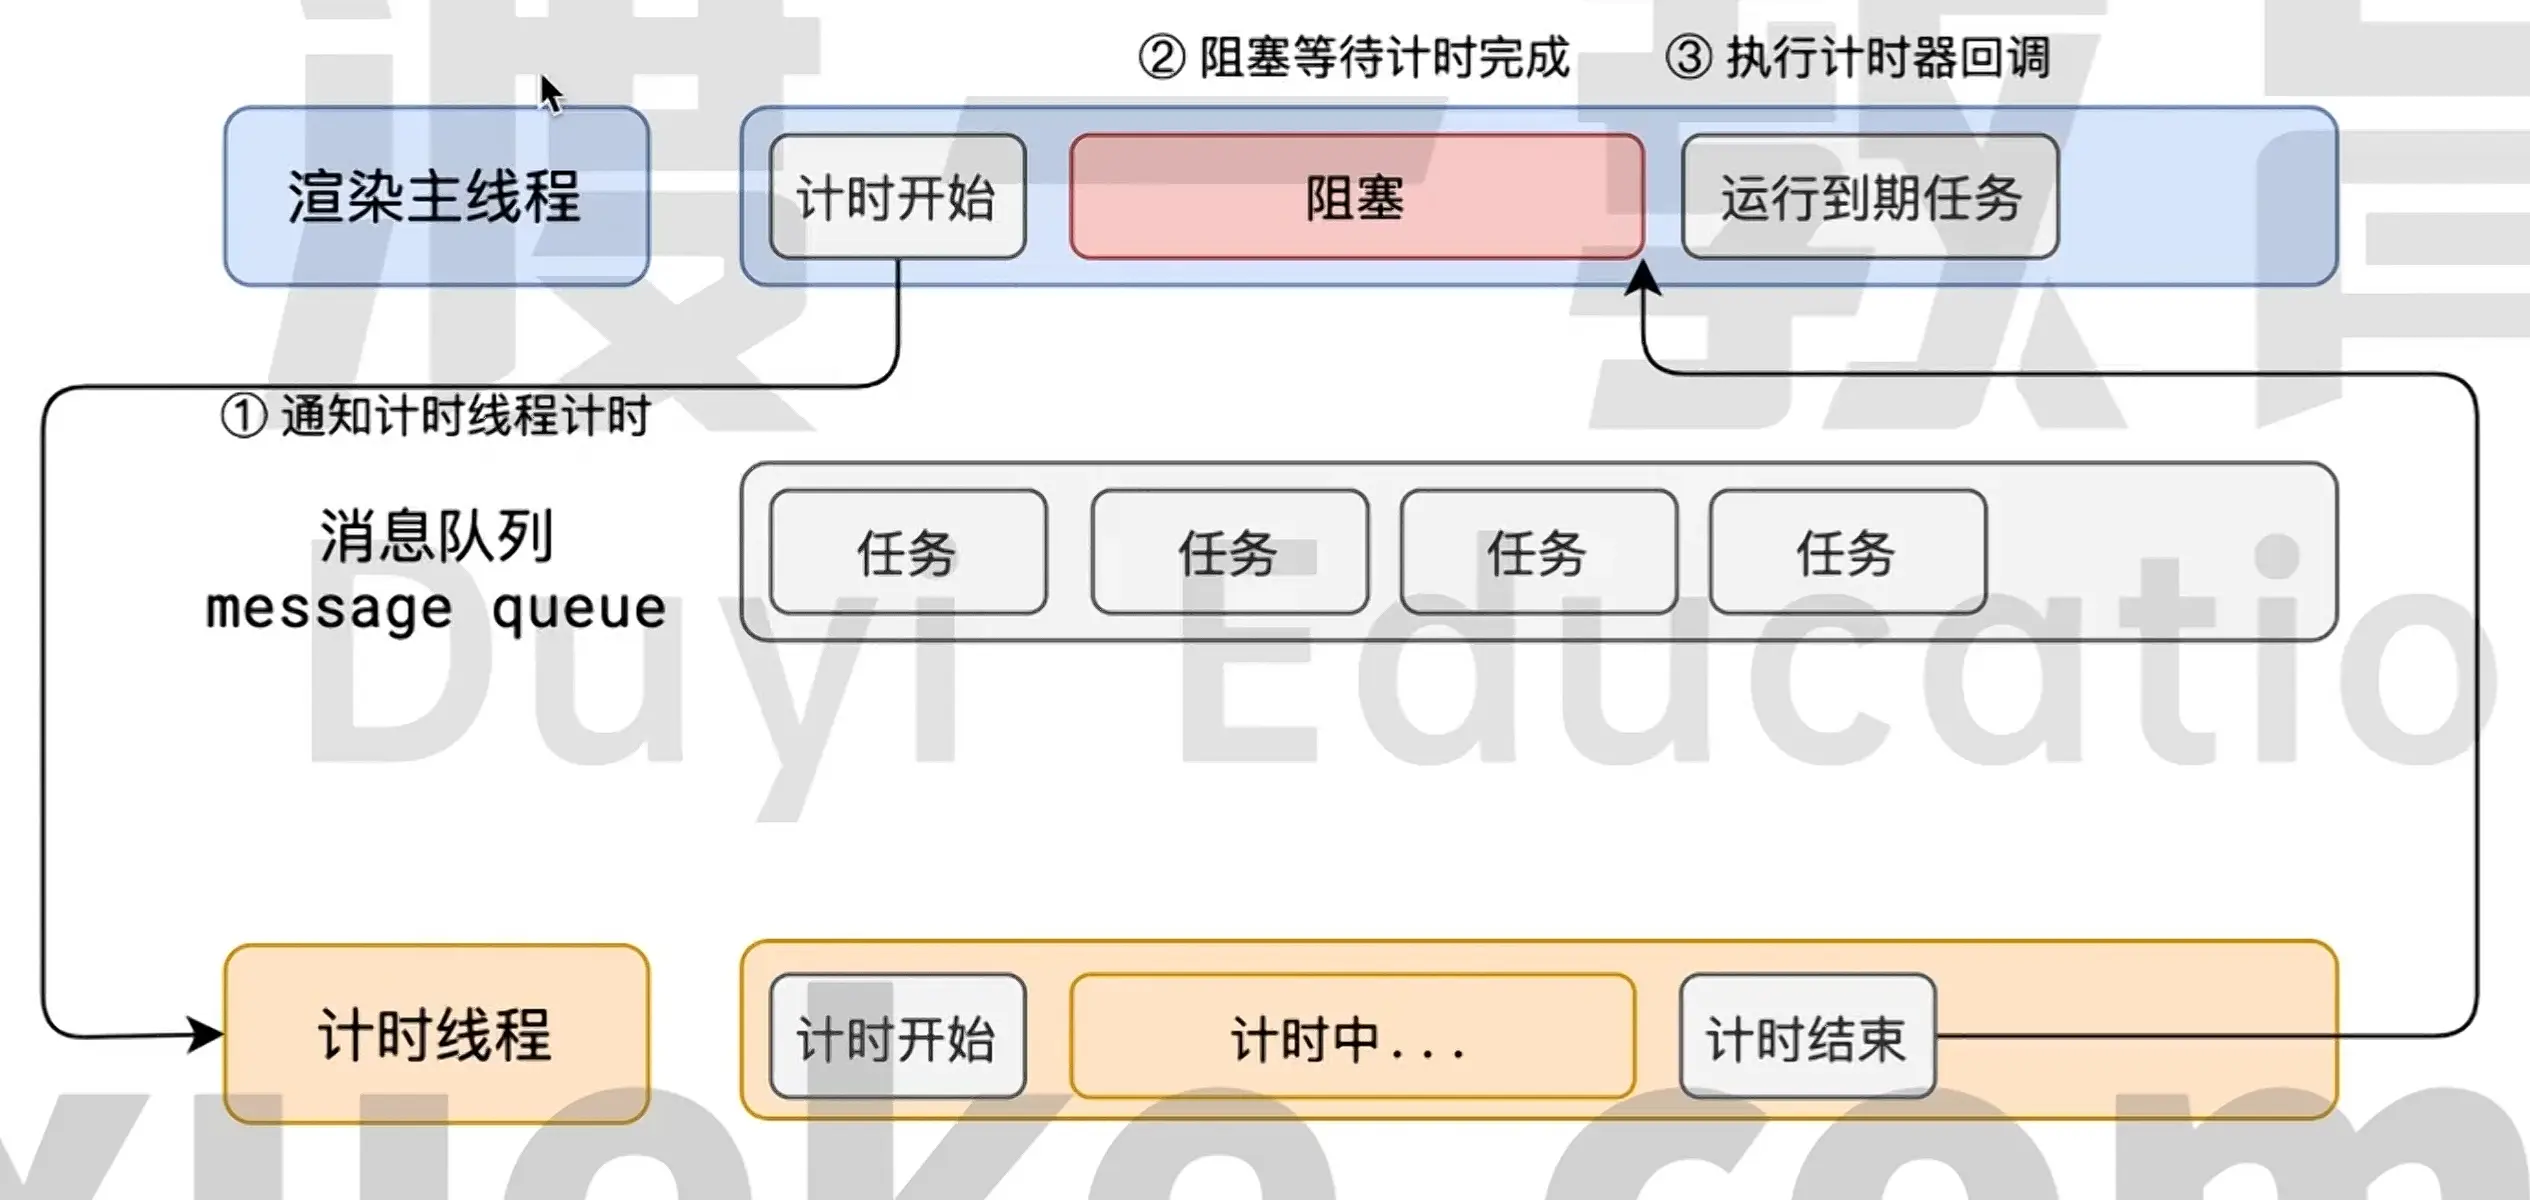 ② 阻塞等待计时完成
③ 执行计时器回调
渲染主线程
计时开始
阻塞
运行到期任务
① 通知计时线程计时
消息队列
message queue
任务
任务
任务
任务
Duyi Educatio
计时线程
计时开始
计时中...
计时结束